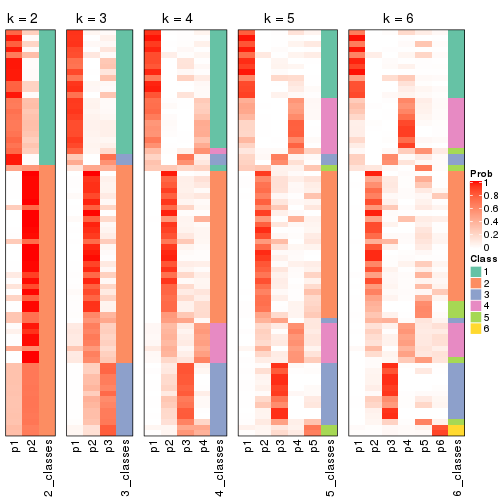 k = 2
k = 3
k = 4
k = 5
k = 6
p1
p2
2_classes
p1
p2
p3
3_classes
p1
p2
p3
p4
4_classes
p1
p2
p3
p4
p5
5_classes
p1
p2
p3
p4
p5
p6
6_classes
Prob
1
0.8
0.6
0.4
0.2
0
Class
1
2
3
4
5
6